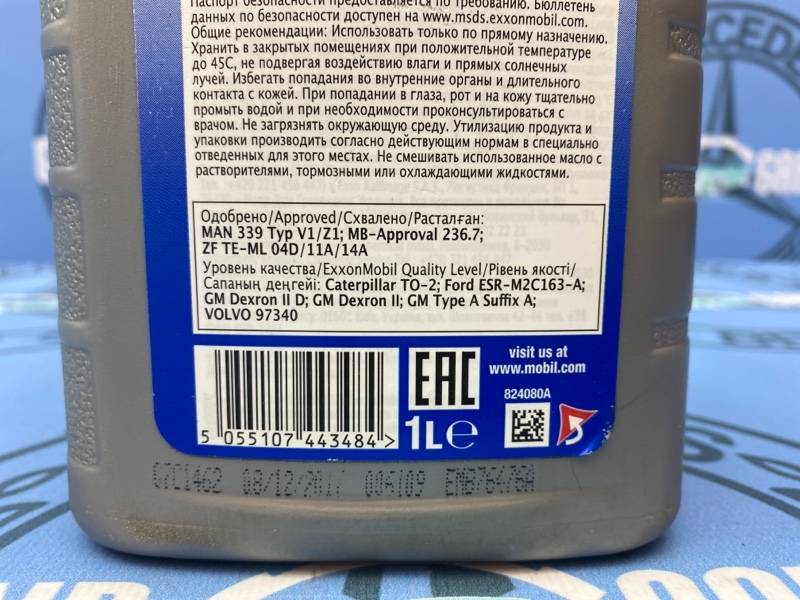 Паспорт безопасности предоставляется по требованию. Бюллетень
данных по безопасности доступен на www.msds.exxonmobil.com.
Общие рекомендации: Использовать только по прямому назначению.
Хранить в закрытых помещениях при положительной температуре
до 45С, не подвергая воздействию влаги и прямых солнечных
лучей. Избегать попадания во внутренние органы и длительного
контакта с кожей. При попадании в глаза, рот и на кожу тщательно
промыть водой и при необходимости проконсультироваться с
врачом. Не загрязнять окружающую среду. Утилизацию продукта и
упаковки производить согласно действующим нормам в специально
отведенных для этого местах. Не смешивать использованное масло с
растворителями, тормозными или охлаждающими жидкостями.
Одобрено/Approved/Схвалено/Расталған:
MAN 339 Typ V1/Z1; MB-Approval 236.7;
ZF TE-ML 04D/11A/14A
Уровень качества/ExxonMobil Quality Level/Рівень якості/
Сапаның деңгейі: Caterpillar TO-2; Ford ESR-M2C163-A;
GM Dexron II D; GM Dexron II; GM Type A Suffix A;
VOLVO 97340
5 055107 443484 >
EAC
1L℮
visit us at
www.mobil.com
824080A
08/12/2017 006109